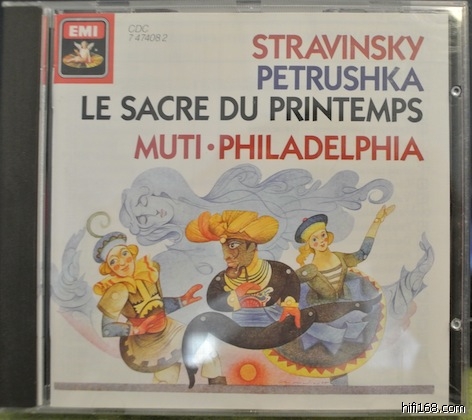 EMI
CDC
7 47408 2
STRAVINSKY
PETRUSHKA
LE SACRE DU PRINTEMPS
MUTI · PHILADELPHIA
hifi168.com